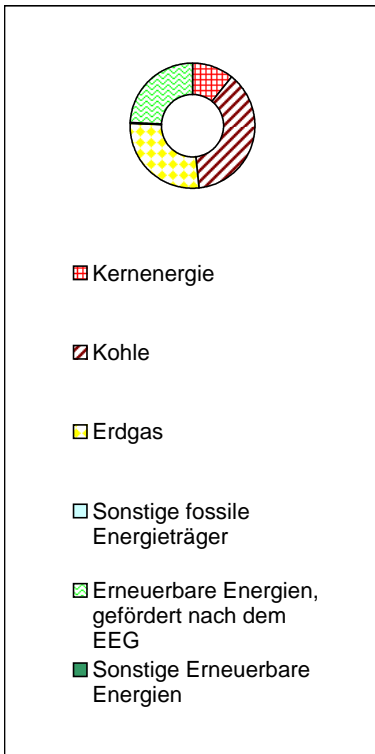 Kernenergie
Kohle
Erdgas
Sonstige fossile
Energieträger
Erneuerbare Energien,
gefördert nach dem
EEG
Sonstige Erneuerbare
Energien